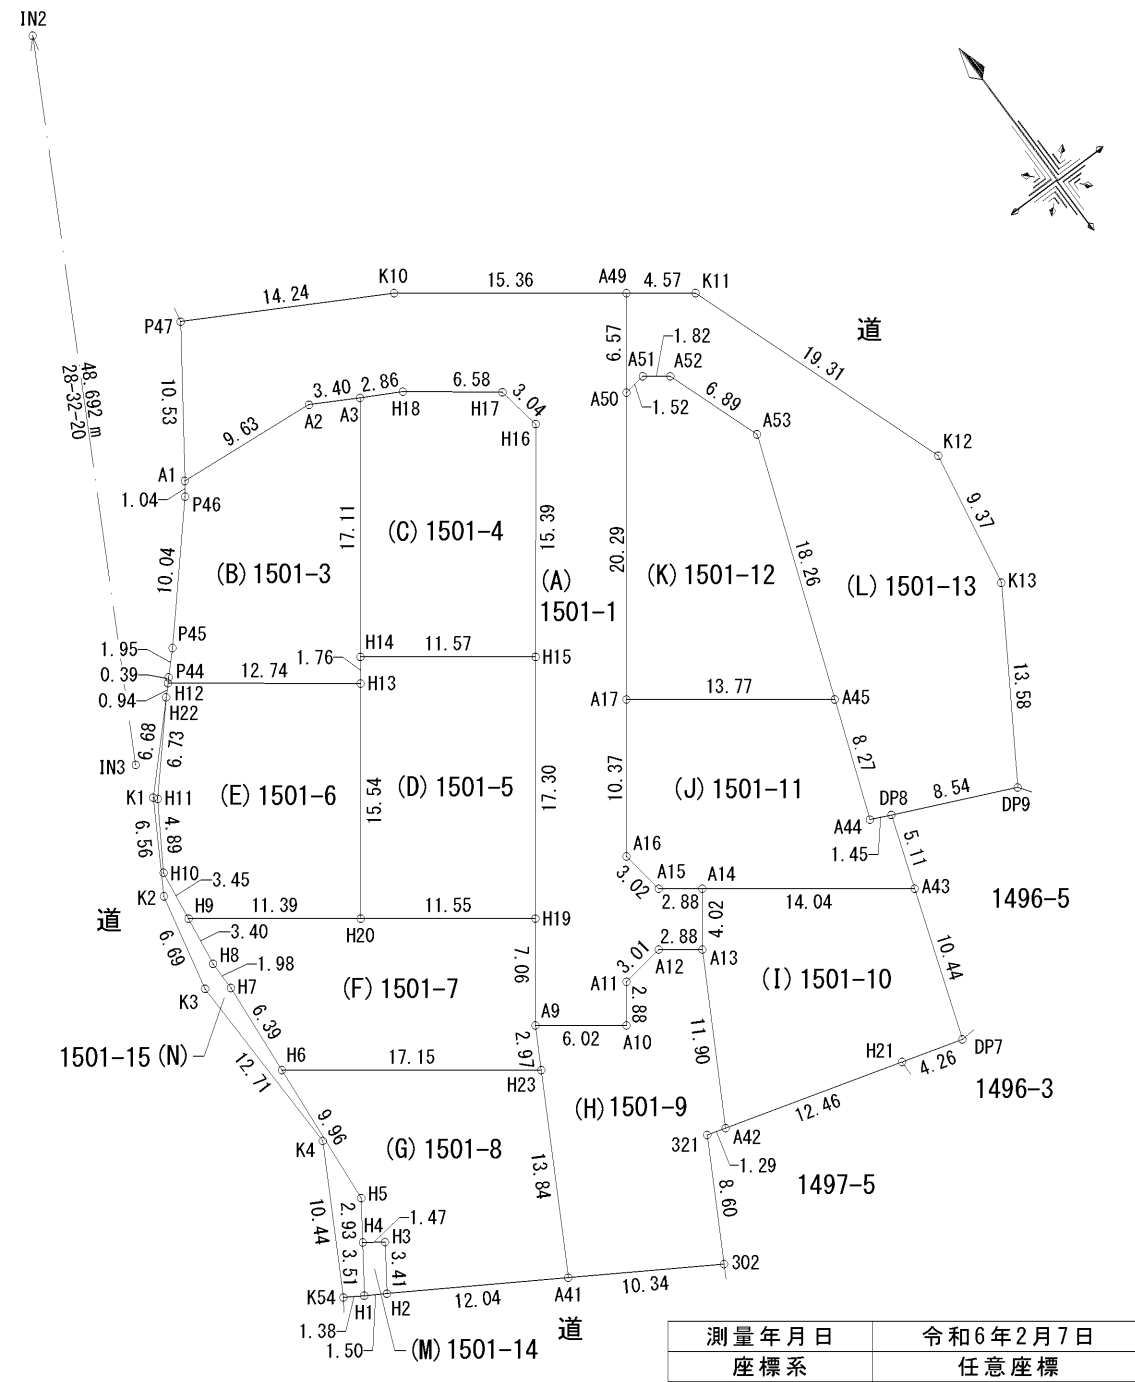 IN2
48.692 m
28-32-20
K10
15.36
A49
4.57
K11
14.24
P47
道
6.57
A51
1.82
A52
19.31
3.40
2.86
6.58
3.04
A2
A3
H18
H17
A50
1.52
6.89
A53
10.53
9.63
H16
K12
A1
1.04
P46
9.37
17.11
(C)1501-4
15.39
20.29
10.04
(B)1501-3
(A)
1501-1
(K)1501-12
18.26
(L)1501-13
K13
P45
1.95
H14
11.57
H15
1.76
P44
0.39
12.74
H13
H12
0.94
H22
A17
13.77
A45
13.58
9.68
9.73
IN3
8.27
K1
H11
(E)1501-6
15.54
(D)1501-5
17.30
10.37
(J)1501-11
DP8
8.54
DP9
A44
1.45
5.11
6.56
4.89
A16
3.02
A15
A14
H10
3.45
K2
2.88
14.04
A43
1496-5
道
H9
11.39
H20
11.55
H19
4.02
3.40
6.69
H8
1.98
7.06
2.88
3.01
A12
A13
H7
K3
(F)1501-7
A11
2.88
(I)1501-10
10.44
A9
6.02
A10
1501-15(N)
6.39
H6
17.15
2.97
H23
11.90
H21
DP7
4.26
12.71
1496-3
(H)1501-9
12.46
9.96
K4
321
A42
1.29
(G)1501-8
13.84
1497-5
8.60
H5
10.44
2.93
H4
1.47
H3
3.51
3.41
302
K54
H1
H2
12.04
A41
10.34
1.38
1.50
(M)1501-14
道
測量年月日 令和6年2月7日
座標系 任意座標